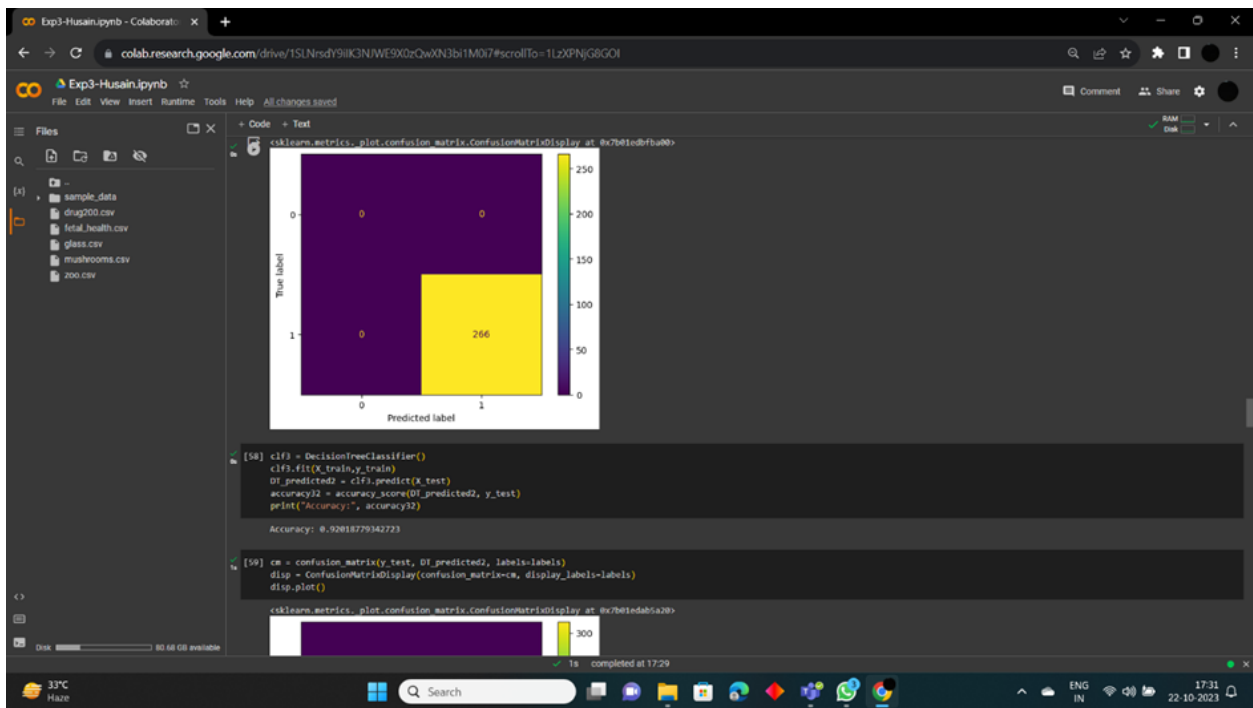 Exp3-Husain.ipynb - Colaborato
colab.research.google.com/drive/1SLNrsdY9iIK3NJWE9X0zQwXN3bi1M0i7#scrollTo=1LzXPNjG8GOI
Exp3-Husain.ipynb
File Edit View Insert Runtime Tools Help All changes saved
Comment Share
Files
+ Code + Text
RAM
Disk
..
sample_data
drug200.csv
fetal_health.csv
glass.csv
mushrooms.csv
zoo.csv
{x}
<sklearn.metrics._plot.confusion_matrix.ConfusionMatrixDisplay at 0x7b01edbfba00>
250
200
150
100
50
0
True label
0
1
0 0
0 266
0 1
Predicted label
[58] clf3 = DecisionTreeClassifier()
clf3.fit(X_train,y_train)
DT_predicted2 = clf3.predict(X_test)
accuracy32 = accuracy_score(DT_predicted2, y_test)
print("Accuracy:", accuracy32)
Accuracy: 0.92018779342723
[59] cm = confusion_matrix(y_test, DT_predicted2, labels=labels)
disp = ConfusionMatrixDisplay(confusion_matrix=cm, display_labels=labels)
disp.plot()
<sklearn.metrics._plot.confusion_matrix.ConfusionMatrixDisplay at 0x7b01edab5a20>
300
Disk 80.68 GB available
1s completed at 17:29
33°C
Haze
Search
ENG
IN
17:31
22-10-2023